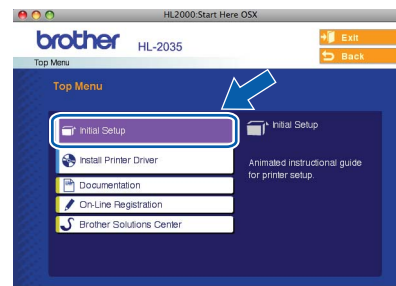 HL2000:Start Here OSX
brother
HL-2035
Exit
Back
Top Menu
Top Menu
Initial Setup
Install Printer Driver
Documentation
On-Line Registration
Brother Solutions Center
Initial Setup
Animated instructional guide
for printer setup.